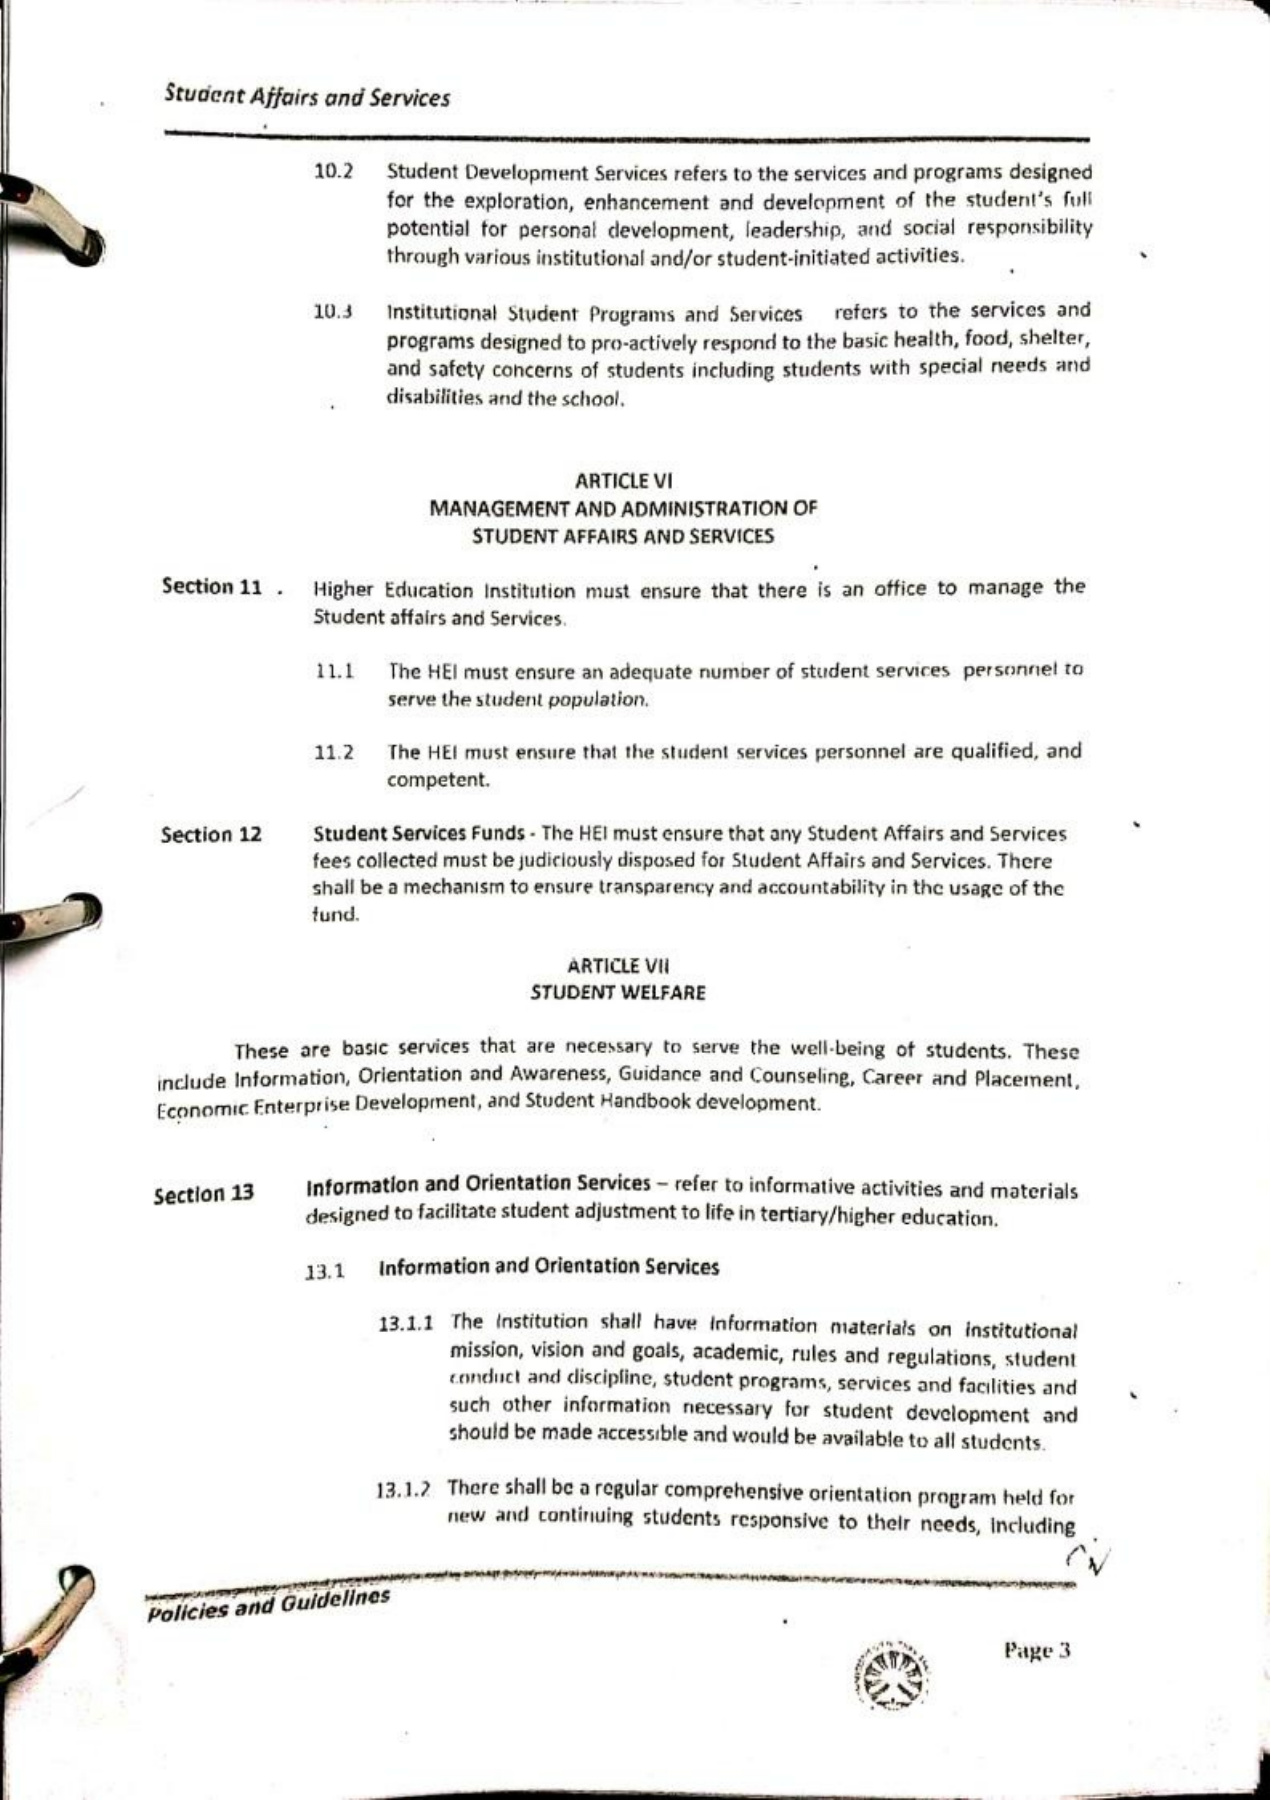 Student Affairs and Services
10.2 Student Development Services refers to the services and programs designed
for the exploration, enhancement and development of the student's full
potential for personal development, leadership, and social responsibility
through various institutional and/or student-initiated activities.
10.3 Institutional Student Programs and Services refers to the services and
programs designed to pro-actively respond to the basic health, food, shelter,
and safety concerns of students including students with special needs and
disabilities and the school.
ARTICLE VI
MANAGEMENT AND ADMINISTRATION OF
STUDENT AFFAIRS AND SERVICES
Section 11 . Higher Education Institution must ensure that there is an office to manage the
Student affairs and Services.
11.1 The HEI must ensure an adequate number of student services personnel to
serve the student population.
11.2 The HEI must ensure that the student services personnel are qualified, and
competent.
Section 12 Student Services Funds - The HEI must ensure that any Student Affairs and Services
fees collected must be judiciously disposed for Student Affairs and Services. There
shall be a mechanism to ensure transparency and accountability in the usage of the
fund.
ARTICLE VII
STUDENT WELFARE
These are basic services that are necessary to serve the well-being of students. These
include Information, Orientation and Awareness, Guidance and Counseling, Career and Placement,
Economic Enterprise Development, and Student Handbook development.
Section 13 Information and Orientation Services – refer to informative activities and materials
designed to facilitate student adjustment to life in tertiary/higher education.
13.1 Information and Orientation Services
13.1.1 The Institution shall have Information materials on institutional
mission, vision and goals, academic, rules and regulations, student
conduct and discipline, student programs, services and facilities and
such other information necessary for student development and
should be made accessible and would be available to all students.
13.1.2 There shall be a regular comprehensive orientation program held for
new and continuing students responsive to their needs, including
Policies and Guidelines
Page 3